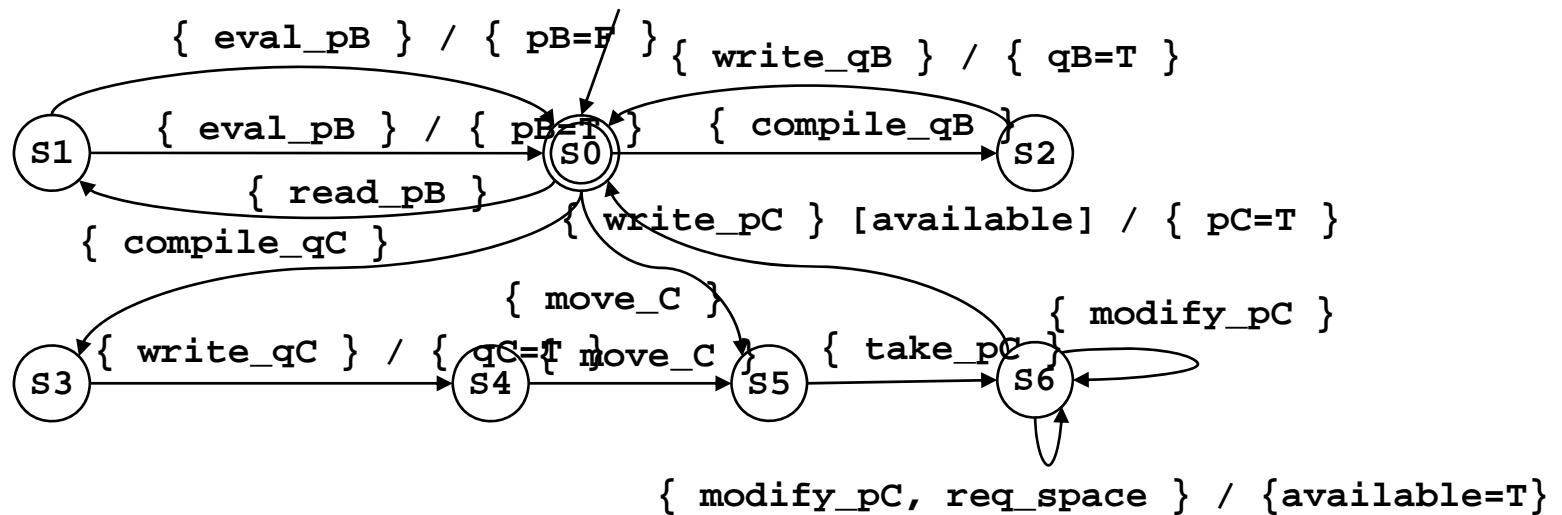 { eval_pB } / { pB=F }
{ write_qB } / { qB=T }
{ eval_pB } / { pB=T }
{ compile_qB }
S1
S0
S2
{ read_pB }
{ write_pC } [available] / { pC=T }
{ compile_qC }
{ move_C }
{ modify_pC }
{ write_qC } / { qC=T }
{ move_C }
{ take_pC }
S3
S4
S5
S6
{ modify_pC, req_space } / {available=T}